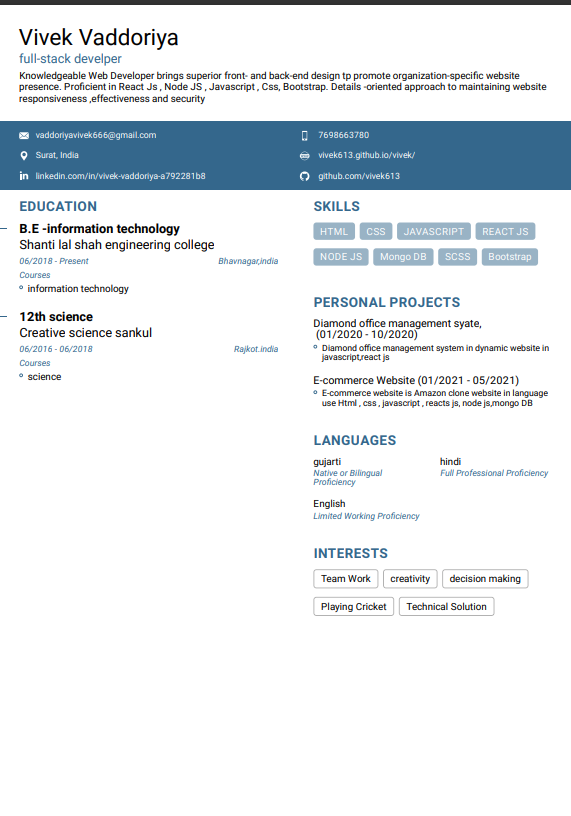 Vivek Vaddoriya
full-stack develper
Knowledgeable Web Developer brings superior front- and back-end design tp promote organization-specific website
presence. Proficient in React Js , Node JS , Javascript , Css, Bootstrap. Details -oriented approach to maintaining website
responsiveness ,effectiveness and security
vaddoriyavivek666@gmail.com
7698663780
Surat, India
vivek613.github.io/vivek/
linkedin.com/in/vivek-vaddoriya-a792281b8
github.com/vivek613
EDUCATION
B.E -information technology
Shanti lal shah engineering college
06/2018 - Present Bhavnagar,india
Courses
information technology
12th science
Creative science sankul
06/2016 - 06/2018 Rajkot.india
Courses
science
SKILLS
HTML CSS JAVASCRIPT REACT JS
NODE JS Mongo DB SCSS Bootstrap
PERSONAL PROJECTS
Diamond office management syate,
(01/2020 - 10/2020)
Diamond office management system in dynamic website in
javascript,react js
E-commerce Website (01/2021 - 05/2021)
E-commerce website is Amazon clone website in language
use Html , css , javascript , reacts js, node js,mongo DB
LANGUAGES
gujarti hindi
Native or Bilingual Full Professional Proficiency
Proficiency
English
Limited Working Proficiency
INTERESTS
Team Work creativity decision making
Playing Cricket Technical Solution